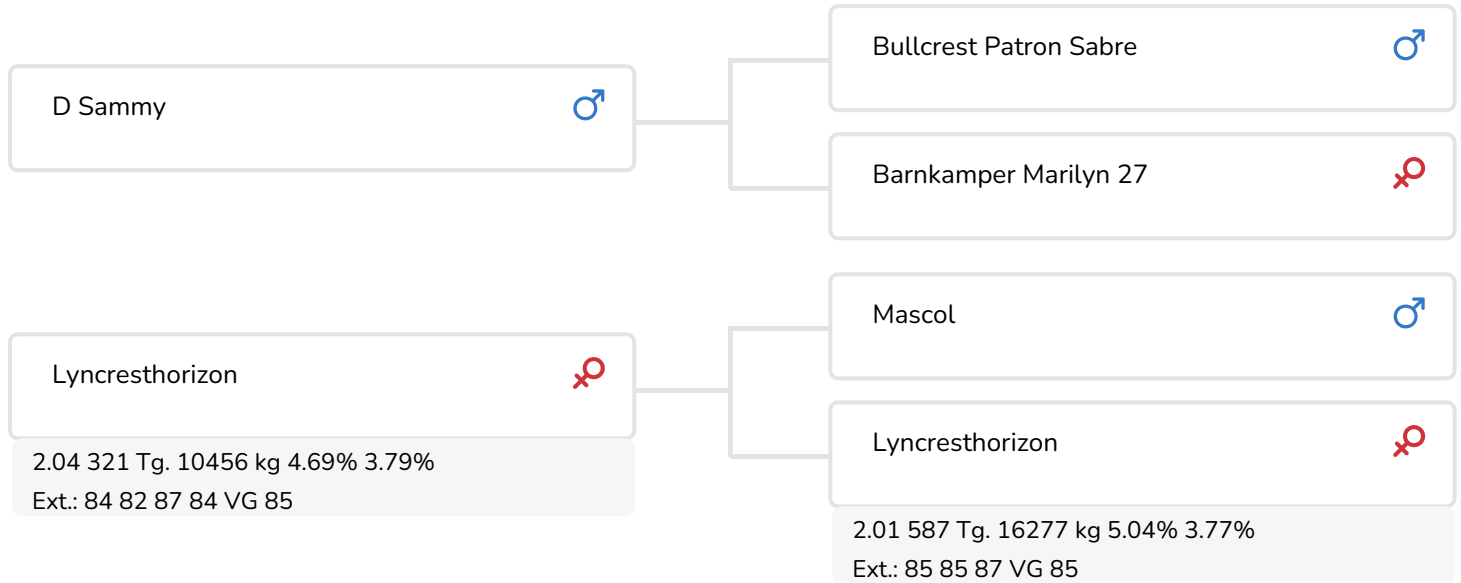 D Sammy
Bullcrest Patron Sabre
Barnkamper Marilyn 27
Lyncresthorizon
2.04 321 Tg. 10456 kg 4.69% 3.79%
Ext.: 84 82 87 84 VG 85
Mascol
Lyncresthorizon
2.01 587 Tg. 16277 kg 5.04% 3.77%
Ext.: 85 85 87 VG 85